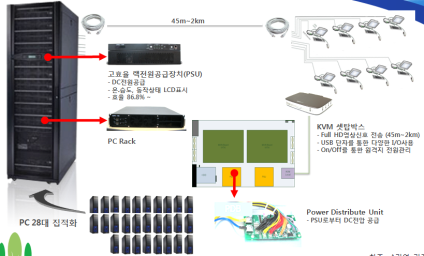 45m~2km
고효율 랙전원공급장치(PSU)
- DC전원공급
- 온.습도, 동작상태 LCD표시
- 효율 86.8% ~
PC Rack
KVM 셋탑박스
- Full HD영상신호 전송 (45m~2km)
- USB 단자를 통한 다양한 I/O사용
- On/Off를 통한 원격지 전원관리
PC 28대 집적화
Power Distribute Unit
- PSU로부터 DC전압 공급